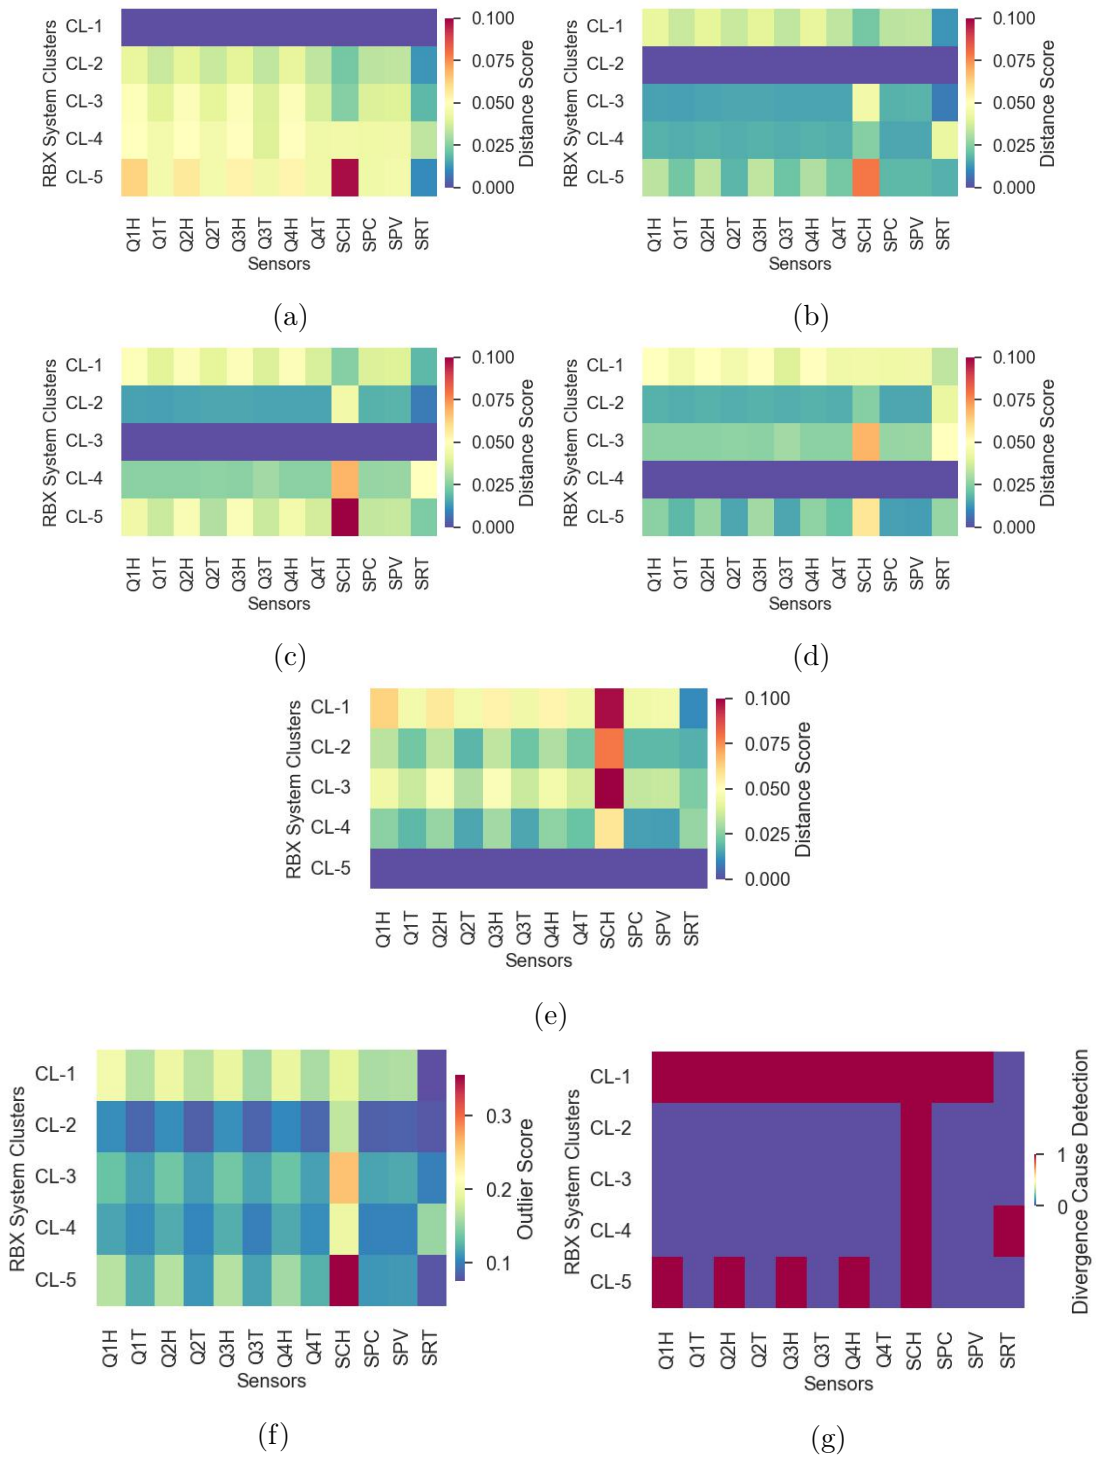 RBX System Clusters
CL-1
CL-2
CL-3
CL-4
CL-5
Q1H Q1T Q2H Q2T Q3H Q3T Q4H Q4T SCH SPC SPV SRT
Sensors
0.100
0.075
0.050
0.025
0.000
Distance Score
(a)
RBX System Clusters
CL-1
CL-2
CL-3
CL-4
CL-5
Q1H Q1T Q2H Q2T Q3H Q3T Q4H Q4T SCH SPC SPV SRT
Sensors
0.100
0.075
0.050
0.025
0.000
Distance Score
(b)
RBX System Clusters
CL-1
CL-2
CL-3
CL-4
CL-5
Q1H Q1T Q2H Q2T Q3H Q3T Q4H Q4T SCH SPC SPV SRT
Sensors
0.100
0.075
0.050
0.025
0.000
Distance Score
(c)
RBX System Clusters
CL-1
CL-2
CL-3
CL-4
CL-5
Q1H Q1T Q2H Q2T Q3H Q3T Q4H Q4T SCH SPC SPV SRT
Sensors
0.100
0.075
0.050
0.025
0.000
Distance Score
(d)
RBX System Clusters
CL-1
CL-2
CL-3
CL-4
CL-5
Q1H Q1T Q2H Q2T Q3H Q3T Q4H Q4T SCH SPC SPV SRT
Sensors
0.100
0.075
0.050
0.025
0.000
Distance Score
(e)
RBX System Clusters
CL-1
CL-2
CL-3
CL-4
CL-5
Q1H Q1T Q2H Q2T Q3H Q3T Q4H Q4T SCH SPC SPV SRT
Sensors
0.3
0.2
0.1
Outlier Score
(f)
RBX System Clusters
CL-1
CL-2
CL-3
CL-4
CL-5
Q1H Q1T Q2H Q2T Q3H Q3T Q4H Q4T SCH SPC SPV SRT
Sensors
1
0
Divergence Cause Detection
(g)